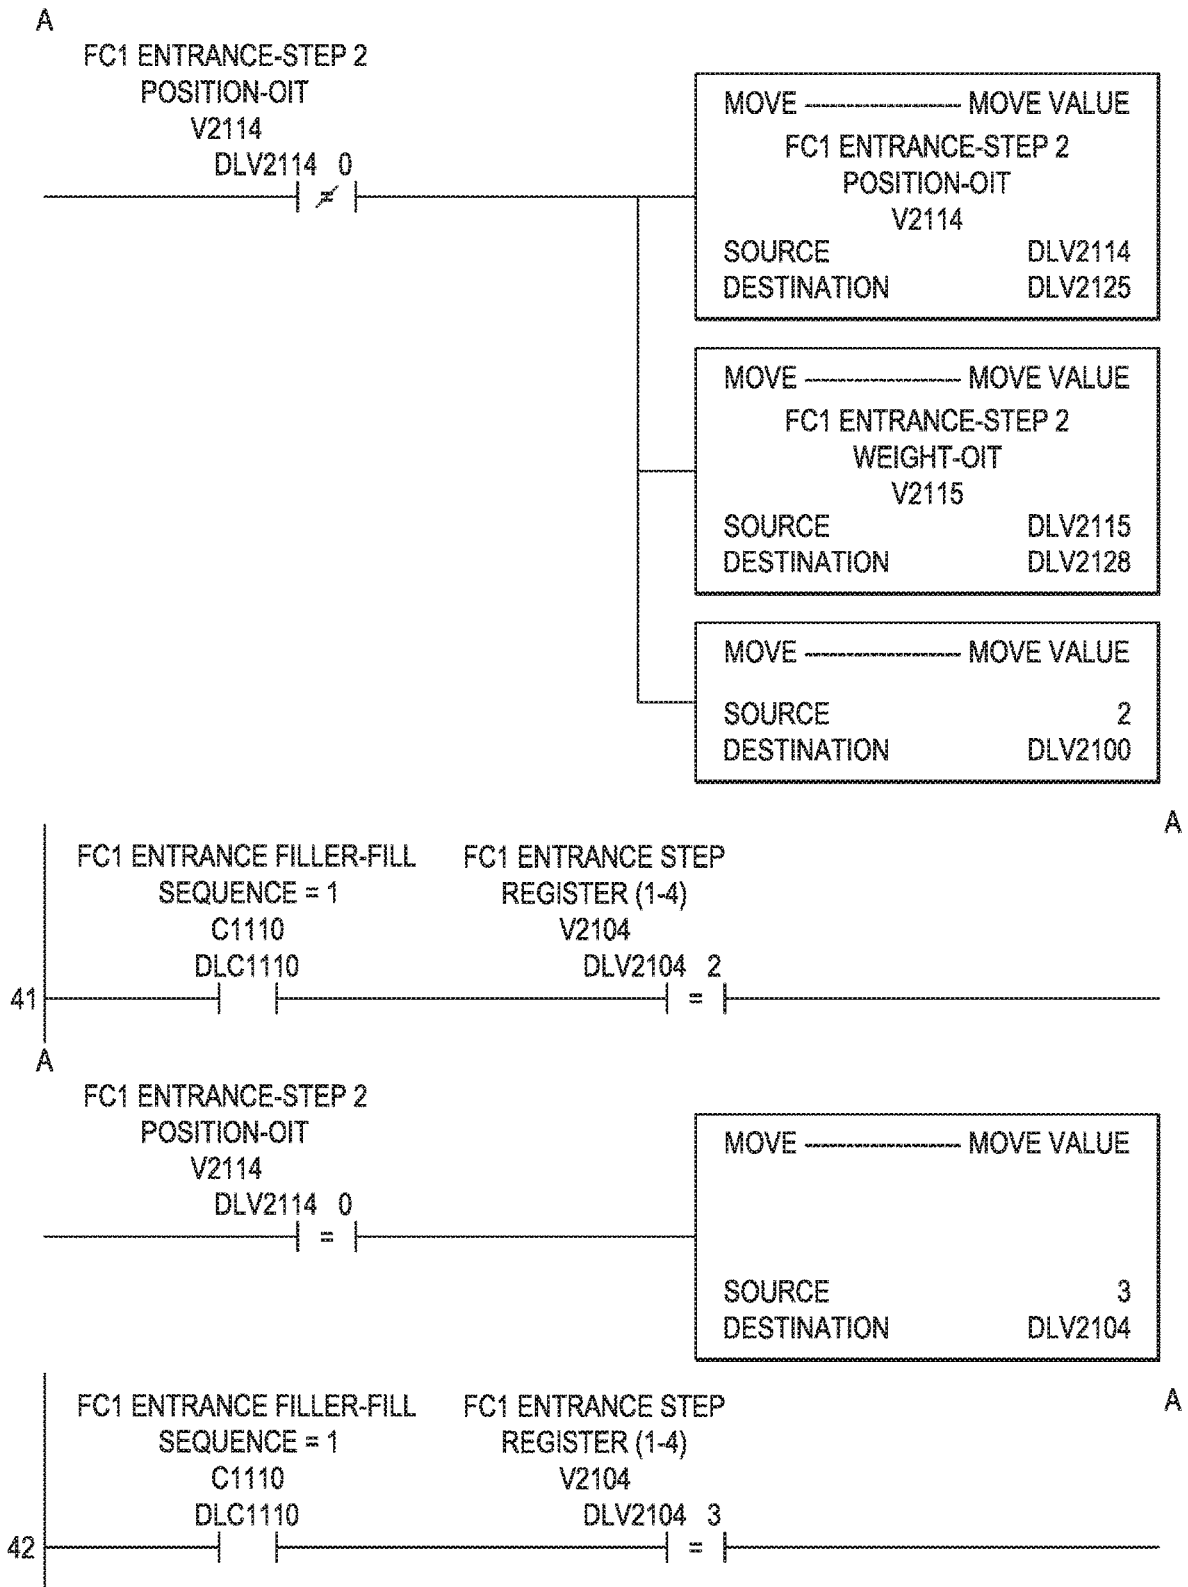 A
FC1 ENTRANCE-STEP 2
POSITION-OIT
V2114
DLV2114 0
≠
MOVE ---------------- MOVE VALUE
FC1 ENTRANCE-STEP 2
POSITION-OIT
V2114
SOURCE DLV2114
DESTINATION DLV2125
MOVE ---------------- MOVE VALUE
FC1 ENTRANCE-STEP 2
WEIGHT-OIT
V2115
SOURCE DLV2115
DESTINATION DLV2128
MOVE ---------------- MOVE VALUE
SOURCE 2
DESTINATION DLV2100
A
FC1 ENTRANCE FILLER-FILL
SEQUENCE = 1
C1110
DLC1110
FC1 ENTRANCE STEP
REGISTER (1-4)
V2104
DLV2104 2
41
=
A
FC1 ENTRANCE-STEP 2
POSITION-OIT
V2114
DLV2114 0
=
MOVE ---------------- MOVE VALUE
SOURCE 3
DESTINATION DLV2104
A
FC1 ENTRANCE FILLER-FILL
SEQUENCE = 1
C1110
DLC1110
FC1 ENTRANCE STEP
REGISTER (1-4)
V2104
DLV2104 3
42
=